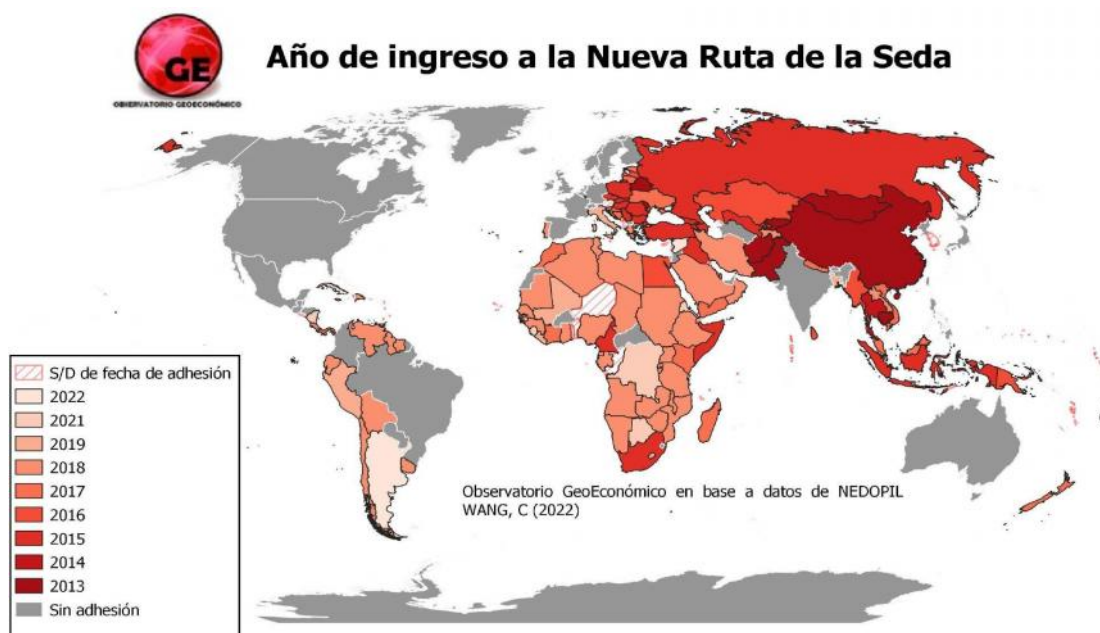 GE
OBSERVATORIO GEOECONÓMICO
Año de ingreso a la Nueva Ruta de la Seda
S/D de fecha de adhesión
2022
2021
2019
2018
2017
2016
2015
2014
2013
Sin adhesión
Observatorio GeoEconómico en base a datos de NEDOPIL
WANG, C (2022)